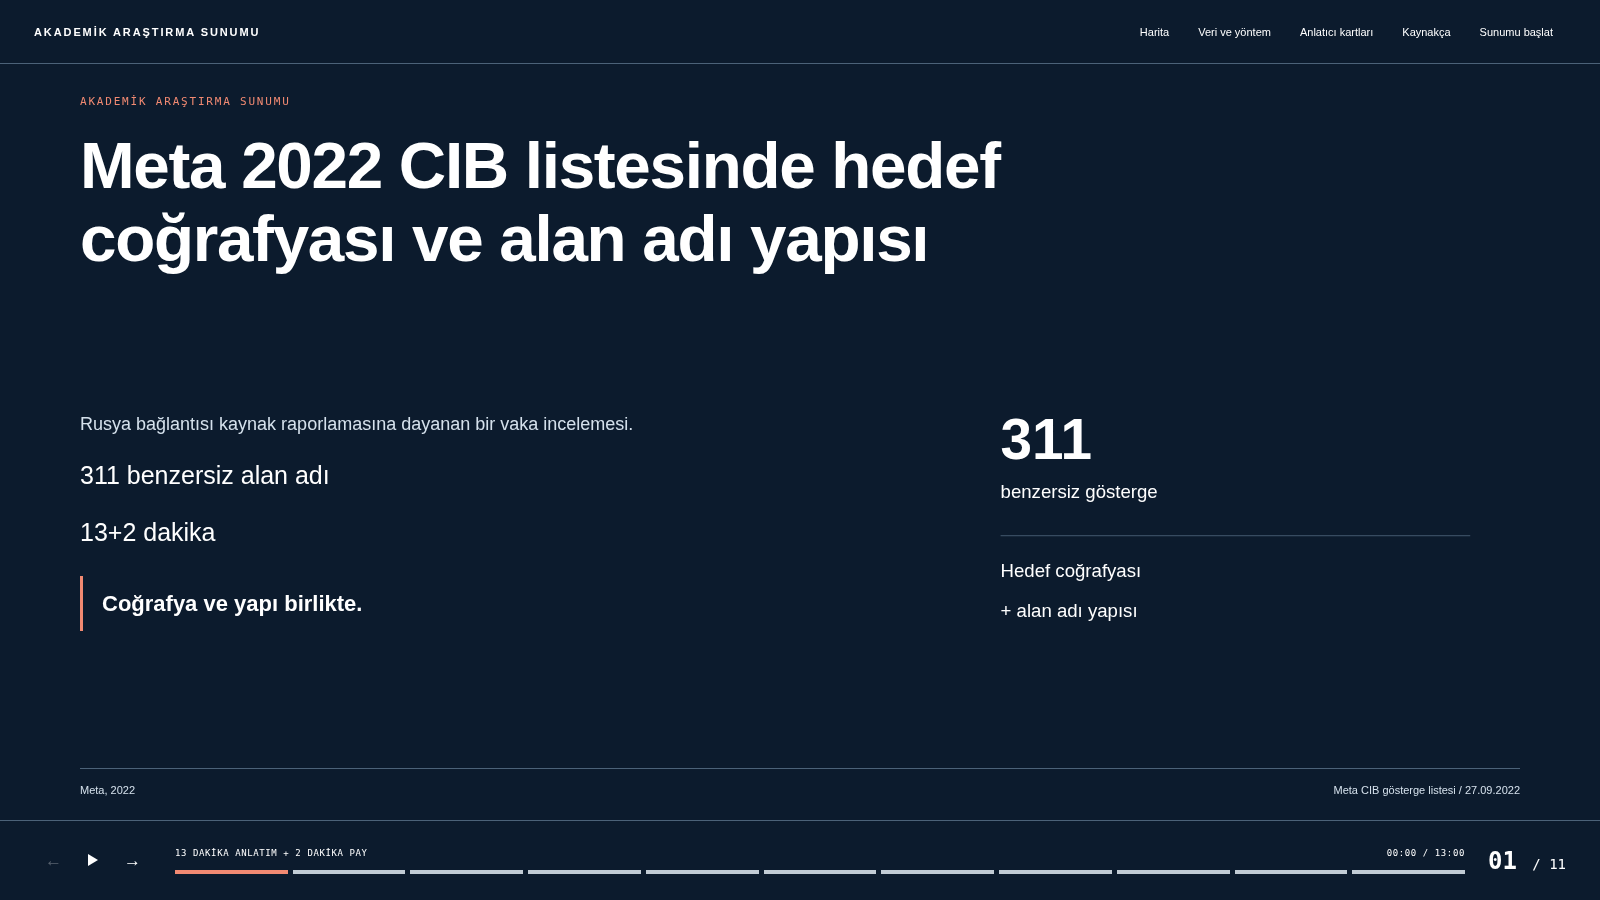 AKADEMİK ARAŞTIRMA SUNUMU
Harita
Veri ve yöntem
Anlatıcı kartları
Kaynakça
Sunumu başlat
AKADEMİK ARAŞTIRMA SUNUMU
Meta 2022 CIB listesinde hedef
coğrafyası ve alan adı yapısı
Rusya bağlantısı kaynak raporlamasına dayanan bir vaka incelemesi.
311 benzersiz alan adı
13+2 dakika
Coğrafya ve yapı birlikte.
311
benzersiz gösterge
Hedef coğrafyası
+ alan adı yapısı
Meta, 2022
Meta CIB gösterge listesi / 27.09.2022
← → 
13 DAKİKA ANLATIM + 2 DAKİKA PAY
00:00 / 13:00
01 / 11